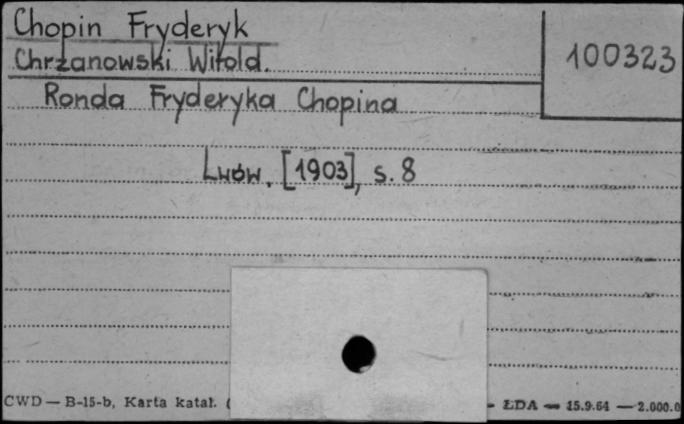 Chopin Fryderyk
Chrzanowski Witold.
100323
Ronda Fryderyka Chopina
Lwów, [1903], s. 8
CWD — B-15-b, Karta katal. (
- ŁDA — 15.9.64 — 2.000.0